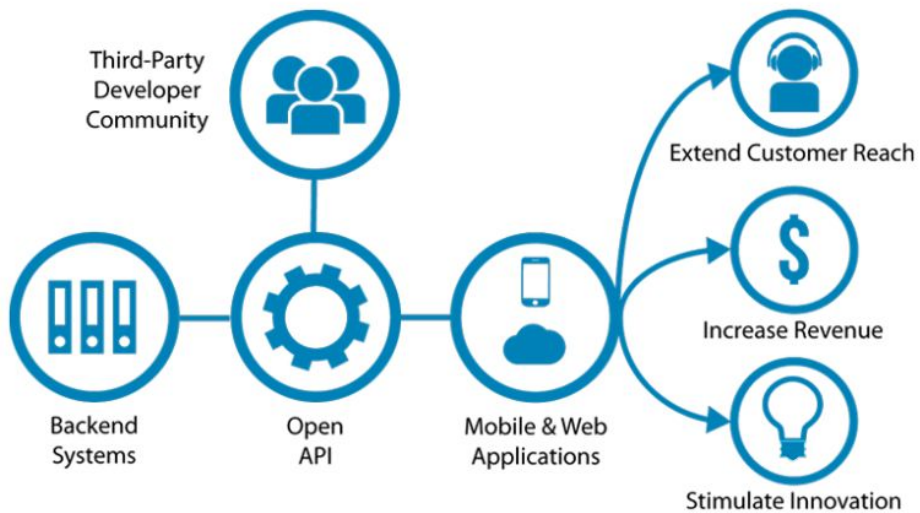 Third-Party
Developer
Community
Extend Customer Reach
$
Increase Revenue
Backend
Systems
Open
API
Mobile & Web
Applications
Stimulate Innovation